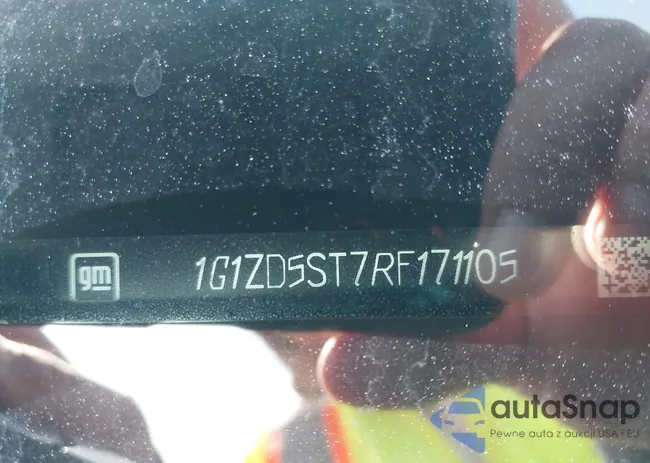 gm 1G1ZD5ST7RF171105
autaSnap
Pewne auta z aukcji USA i EU